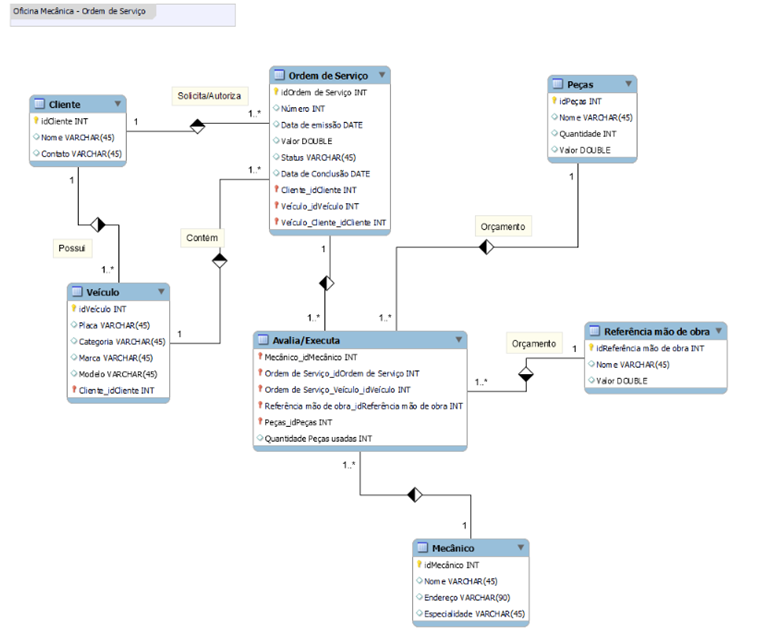 Oficina Mecânica - Ordem de Serviço
Cliente
idCliente INT
Nome VARCHAR(45)
Contato VARCHAR(45)
1
Solicita/Autoriza
1..*
Ordem de Serviço
idOrdem de Serviço INT
Número INT
Data de emissão DATE
Valor DOUBLE
Status VARCHAR(45)
Data de Conclusão DATE
Cliente_idCliente INT
Veículo_idVeículo INT
Veículo_Cliente_idCliente INT
Peças
idPeças INT
Nome VARCHAR(45)
Quantidade INT
Valor DOUBLE
1
Possui
1..*
1..*
Contém
1
1
1..*
1
Orçamento
1..*
Veículo
idVeículo INT
Placa VARCHAR(45)
Categoria VARCHAR(45)
Marca VARCHAR(45)
Modelo VARCHAR(45)
Cliente_idCliente INT
Avalia/Executa
Mecânico_idMecânico INT
Ordem de Serviço_idOrdem de Serviço INT
Ordem de Serviço_Veículo_idVeículo INT
Referência mão de obra_idReferência mão de obra INT
Peças_idPeças INT
Quantidade Peças usadas INT
Orçamento
1
1..*
Referência mão de obra
idReferência mão de obra INT
Nome VARCHAR(45)
Valor DOUBLE
1..*
1
Mecânico
idMecânico INT
Nome VARCHAR(45)
Endereço VARCHAR(90)
Especialidade VARCHAR(45)